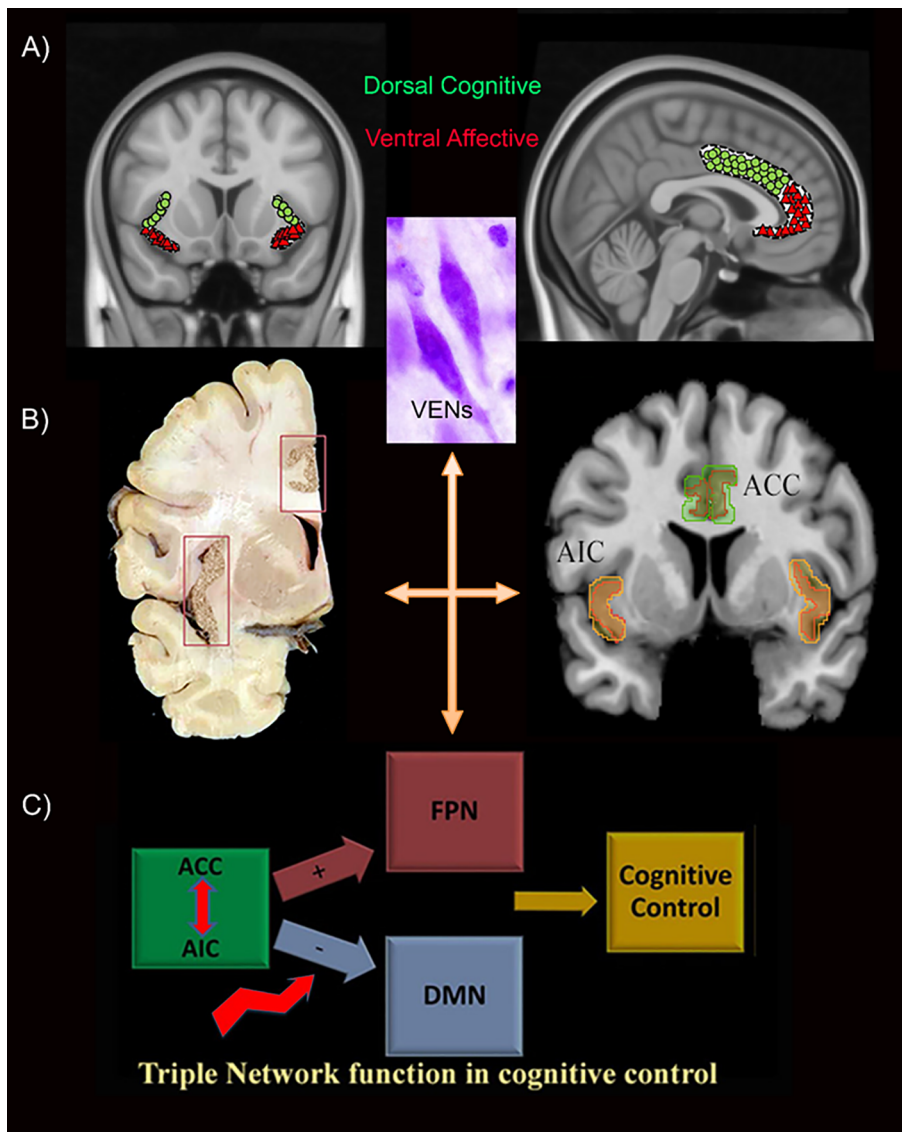 A)
Dorsal Cognitive
Ventral Affective
VENs
B)
ACC
AIC
C)
FPN
ACC
AIC
+
-
Cognitive
Control
DMN
Triple Network function in cognitive control